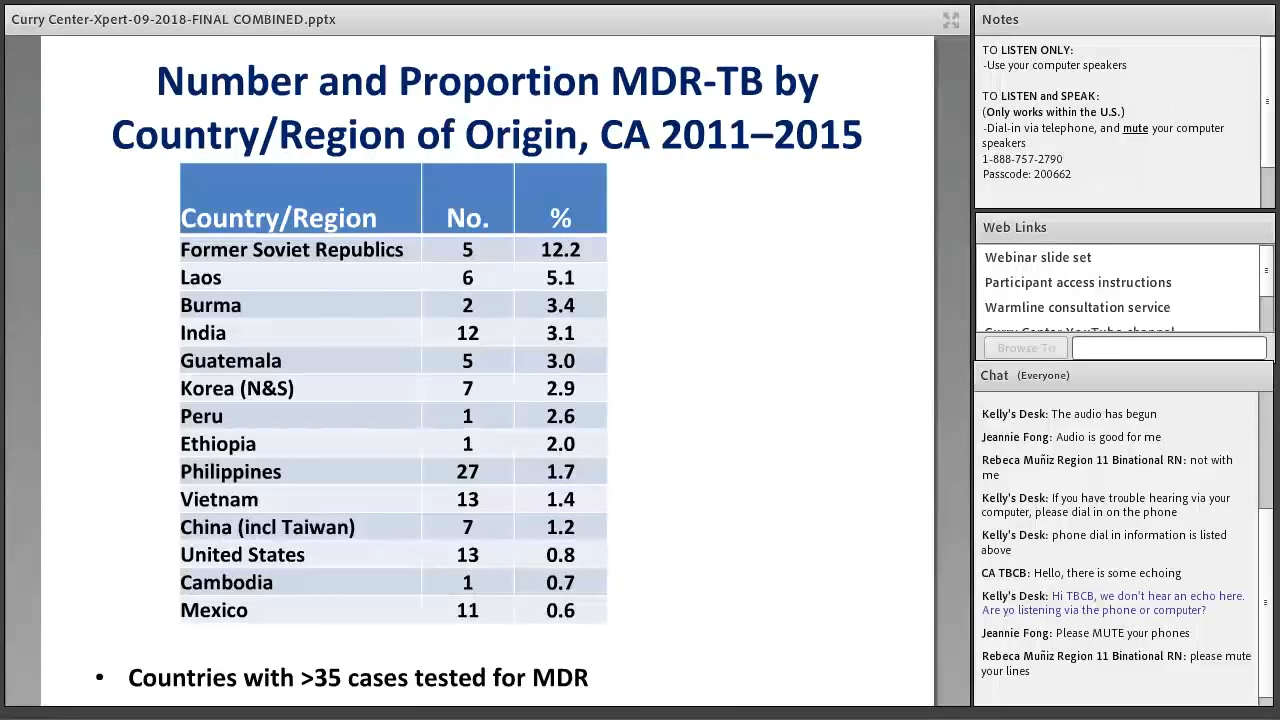 Curry Center-Xpert-09-2018-FINAL COMBINED.pptx
Number and Proportion MDR-TB by
Country/Region of Origin, CA 2011–2015
Country/Region No. %
Former Soviet Republics 5 12.2
Laos 6 5.1
Burma 2 3.4
India 12 3.1
Guatemala 5 3.0
Korea (N&S) 7 2.9
Peru 1 2.6
Ethiopia 1 2.0
Philippines 27 1.7
Vietnam 13 1.4
China (incl Taiwan) 7 1.2
United States 13 0.8
Cambodia 1 0.7
Mexico 11 0.6
• Countries with >35 cases tested for MDR
Notes
TO LISTEN ONLY:
-Use your computer speakers
TO LISTEN and SPEAK:
(Only works within the U.S.)
-Dial-in via telephone, and mute your computer
speakers
1-888-757-2790
Passcode: 200662
Web Links
Webinar slide set
Participant access instructions
Warmline consultation service
Curry Center YouTube channel
Browse To
Chat (Everyone)
Kelly's Desk: The audio has begun
Jeannie Fong: Audio is good for me
Rebeca Muñiz Region 11 Binational RN: not with
me
Kelly's Desk: If you have trouble hearing via your
computer, please dial in on the phone
Kelly's Desk: phone dial in information is listed
above
CA TBCB: Hello, there is some echoing
Kelly's Desk: Hi TBCB, we don't hear an echo here.
Are yo listening via the phone or computer?
Jeannie Fong: Please MUTE your phones
Rebeca Muñiz Region 11 Binational RN: please mute
your lines